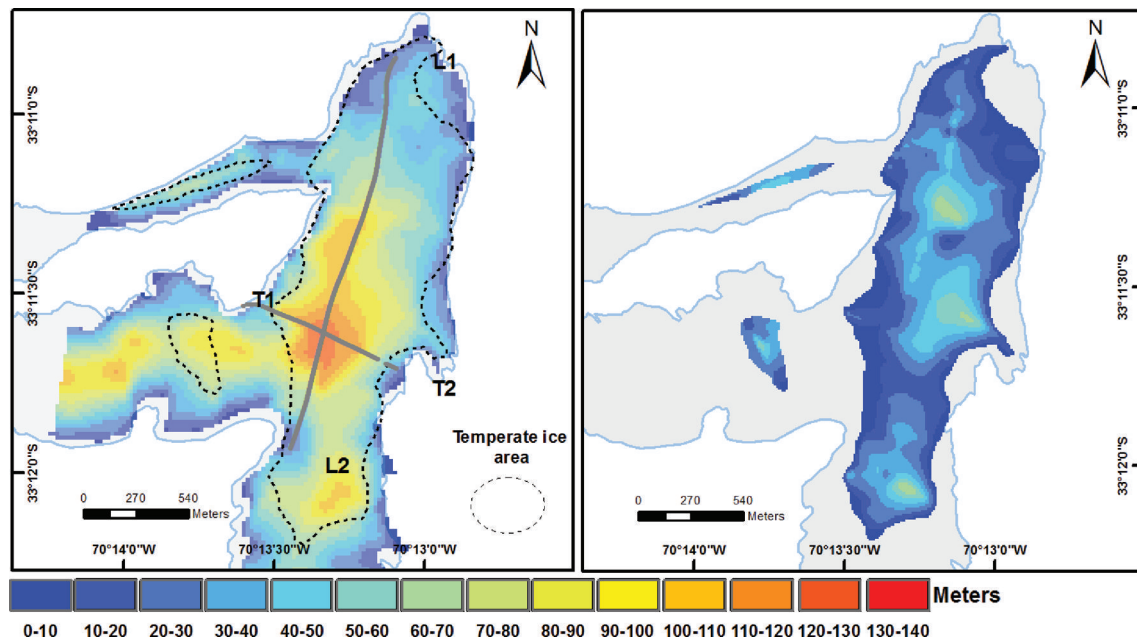 N
L1
33°11'0"S
33°11'30"S
T1
T2
Temperate ice
area
L2
33°12'0"S
0 270 540
Meters
70°14'0"W 70°13'30"W 70°13'0"W
N
33°11'0"S
33°11'30"S
33°12'0"S
0 270 540
Meters
70°14'0"W 70°13'30"W 70°13'0"W
Meters
0-10 10-20 20-30 30-40 40-50 50-60 60-70 70-80 80-90 90-100 100-110 110-120 120-130 130-140